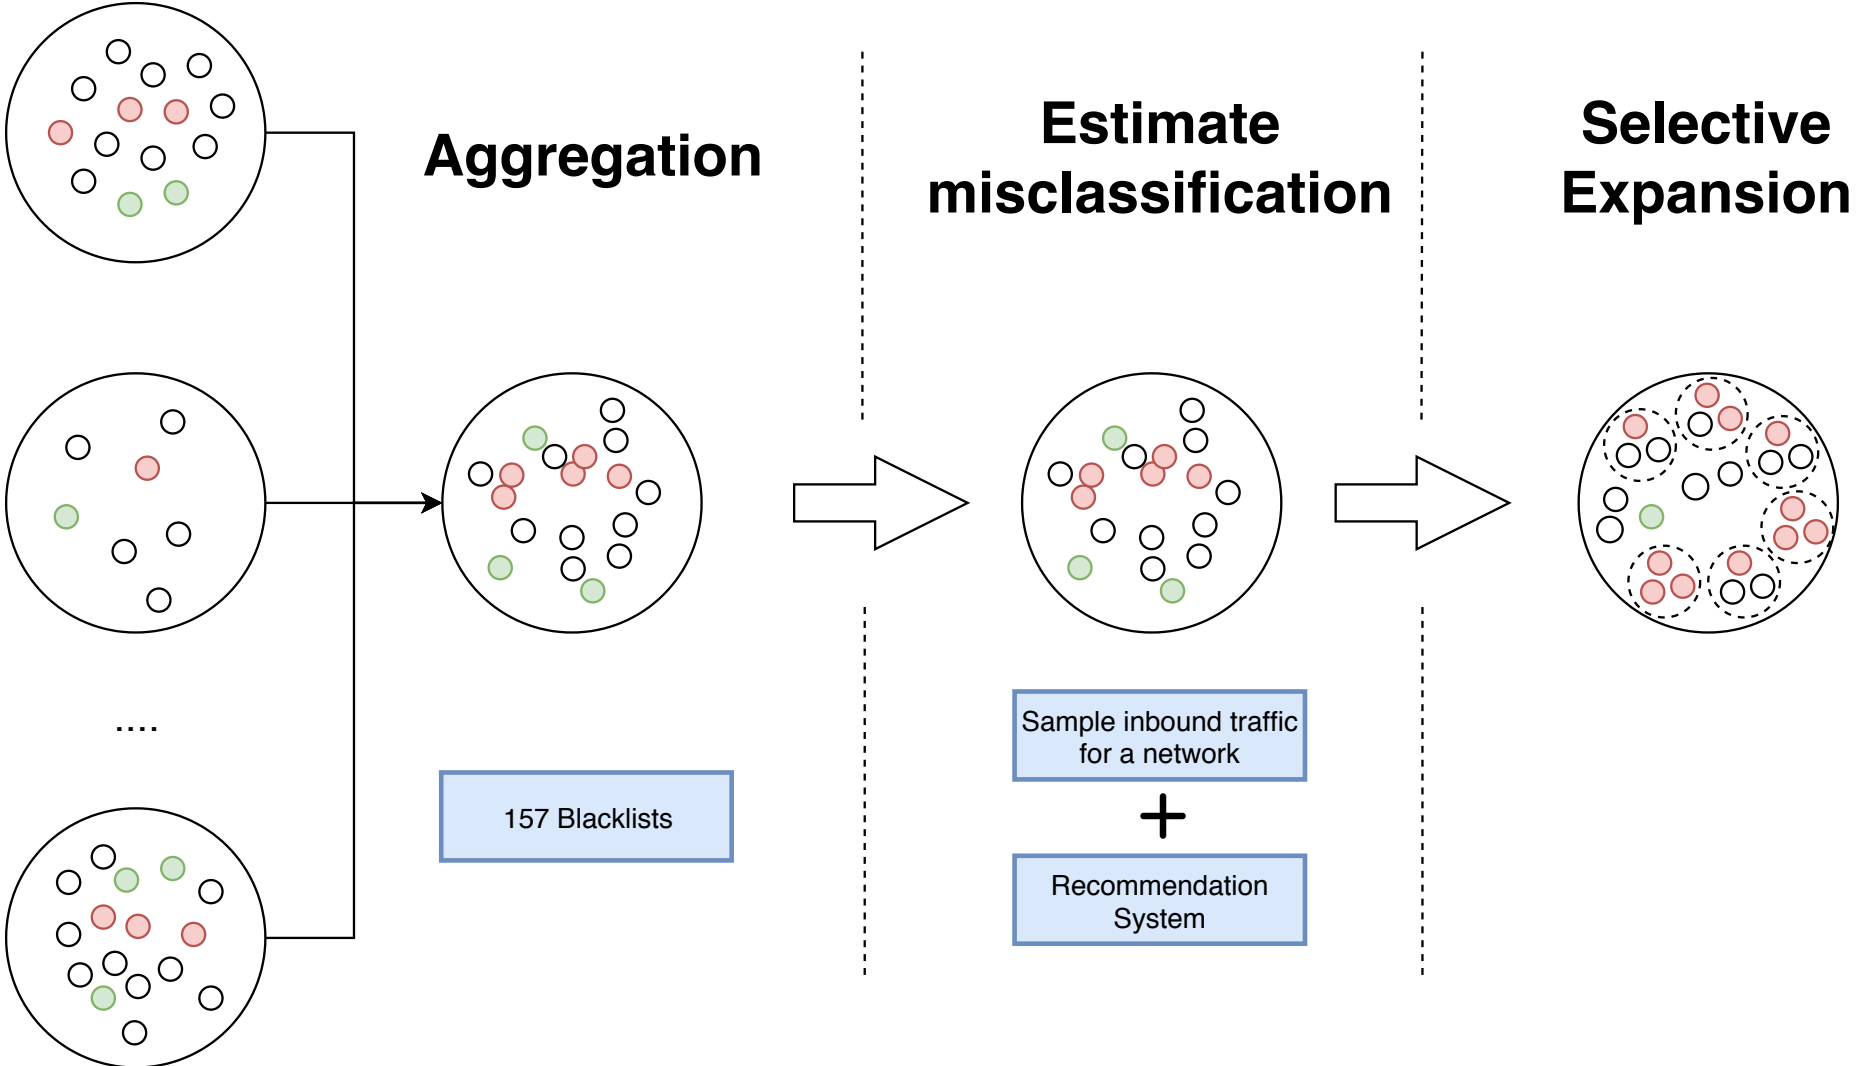 Aggregation
Estimate
misclassification
Selective
Expansion
....
157 Blacklists
Sample inbound traffic
for a network
+
Recommendation
System